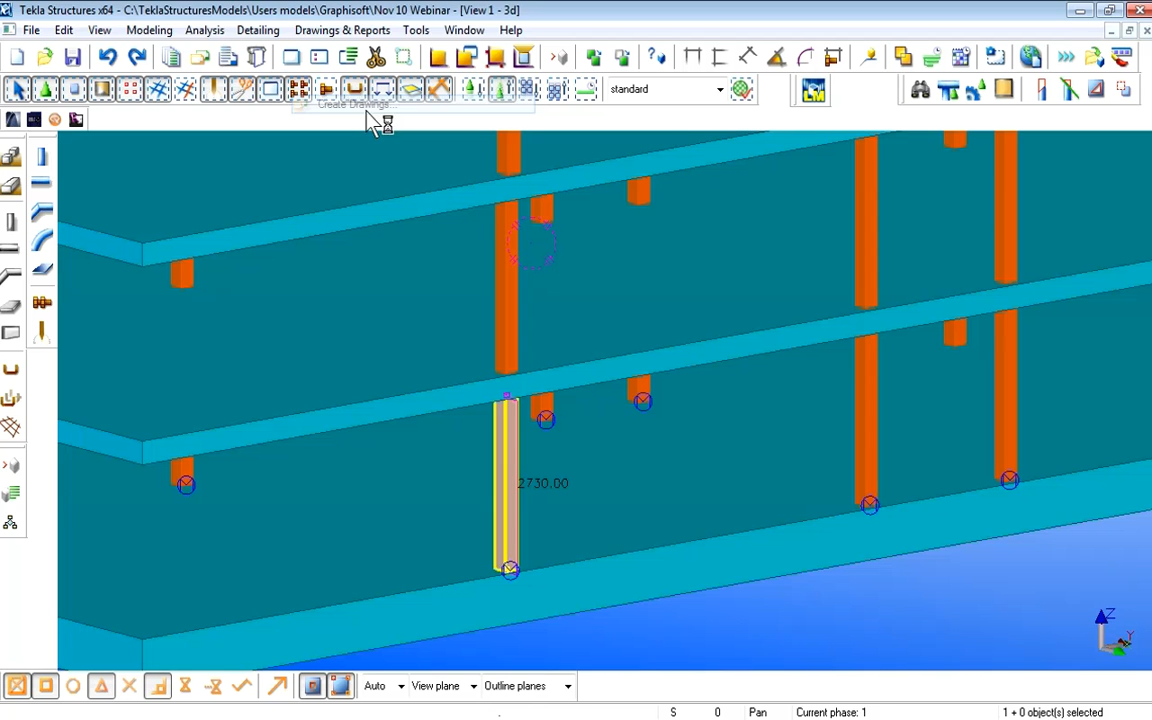 Tekla Structures x64 - C:\TeklaStructuresModels\Users models\Graphisoft\Nov 10 Webinar - [View 1 - 3d]
File Edit View Modeling Analysis Detailing Drawings & Reports Tools Window Help
standard
Create Drawings...
2730,00
Z
Y
Auto View plane Outline planes
S 0 Pan Current phase: 1 1 + 0 object(s) selected